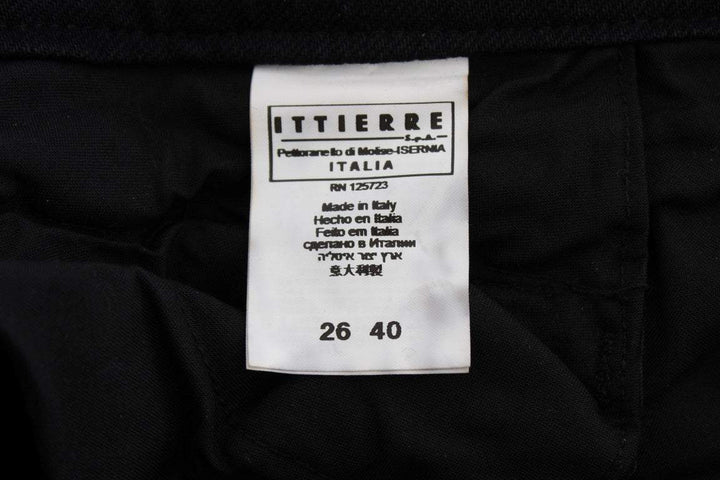 ITTIERRE
S.p.A.
Pettoranello di Molise-ISERNIA
ITALIA
RN 125723
Made in Italy
Hecho en Italia
Feito em Italia
сделано в Италии
ארץ יצור איטליה
意大利製
26 40